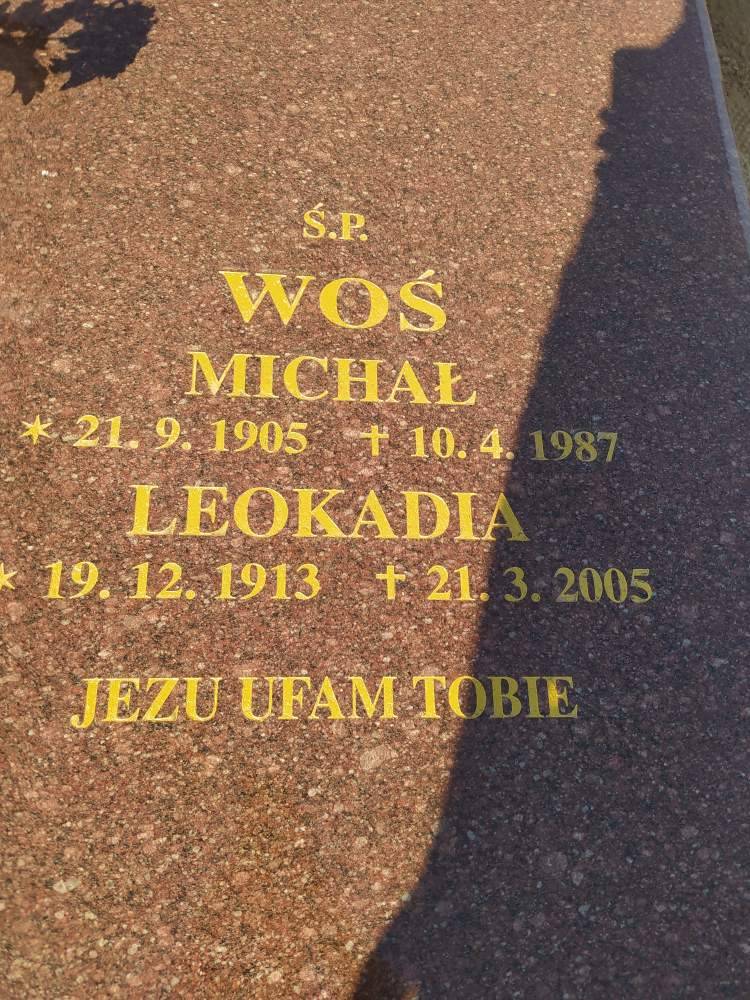 Ś.P.
WOŚ
MICHAŁ
✶ 21. 9. 1905 † 10. 4. 1987
LEOKADIA
✶ 19. 12. 1913 † 21. 3. 2005
JEZU UFAM TOBIE